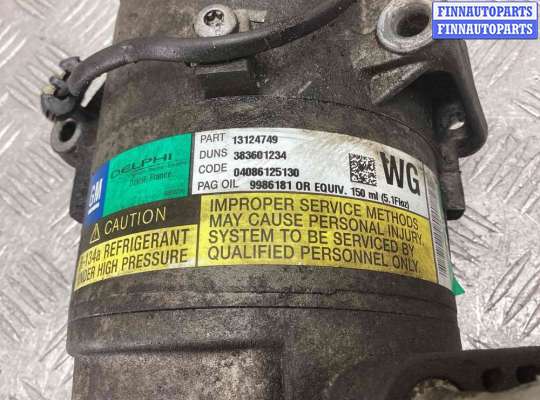 FINNAUTOPARTS
FINNAUTOPARTS.BY
GM
DELPHI
PART 13124749
DUNS 383601234
CODE 04086125130
PAG OIL 9986181 OR EQUIV. 150 ml (5.1Floz)
WG
CAUTION
-134a REFRIGERANT
NDER HIGH PRESSURE
IMPROPER SERVICE METHODS
MAY CAUSE PERSONAL INJURY.
SYSTEM TO BE SERVICED BY
QUALIFIED PERSONNEL ONLY.